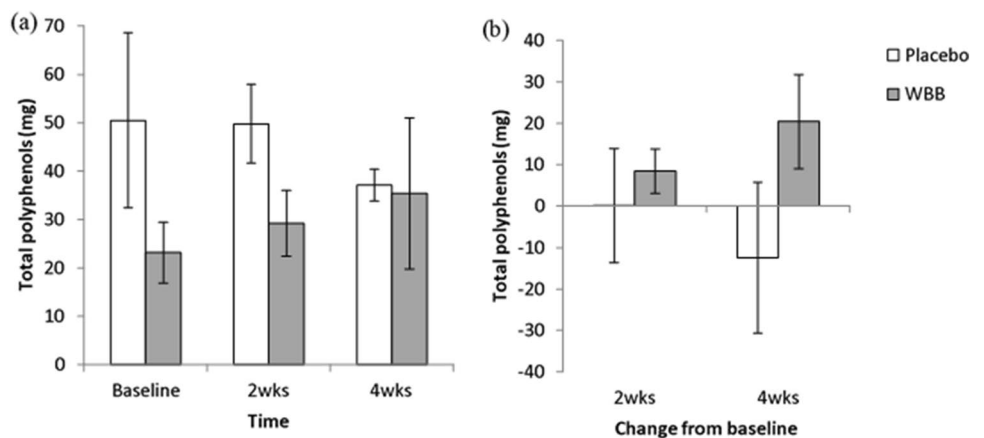 (a)
Total polyphenols (mg)
70
60
50
40
30
20
10
0
Baseline 2wks 4wks
Time
(b)
Total polyphenols (mg)
40
30
20
10
0
-10
-20
-30
-40
2wks 4wks
Change from baseline
Placebo
WBB